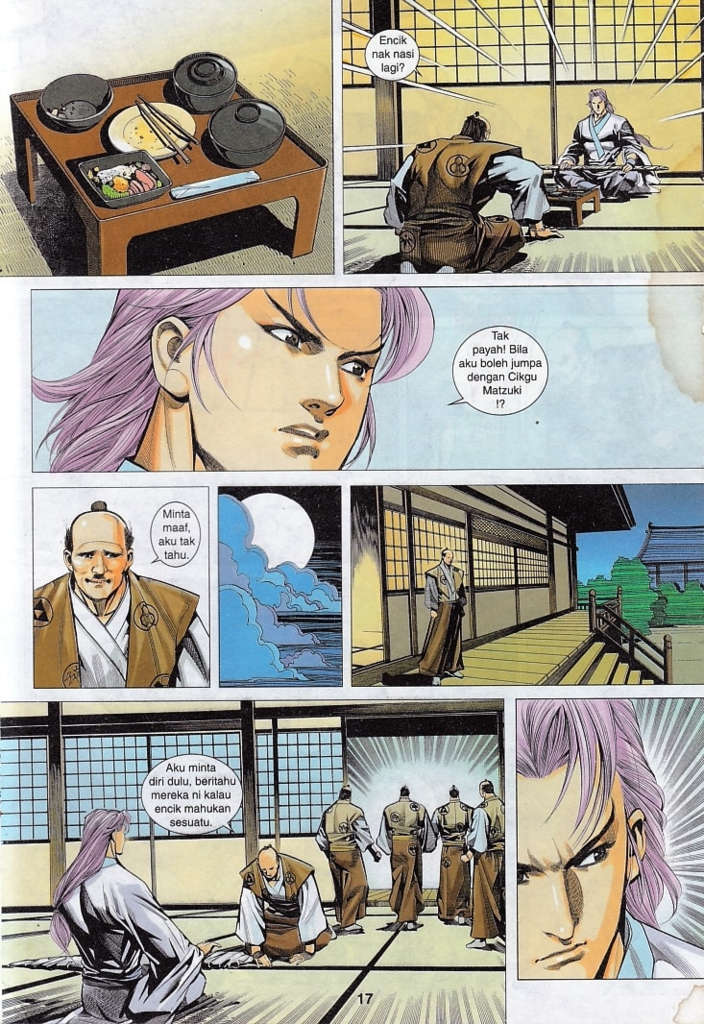 Encik
nak nasi
lagi?
Tak
payah! Bila
aku boleh jumpa
dengan Cikgu
Matzuki
!?
Minta
maaf,
aku tak
tahu.
Aku minta
diri dulu, beritahu
mereka ni kalau
encik mahukan
sesuatu.
17